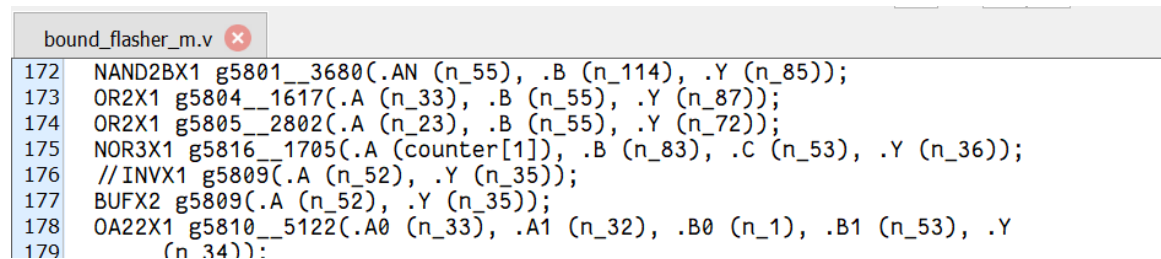 bound_flasher_m.v
172 NAND2BX1 g5801__3680(.AN (n_55), .B (n_114), .Y (n_85));
173 OR2X1 g5804__1617(.A (n_33), .B (n_55), .Y (n_87));
174 OR2X1 g5805__2802(.A (n_23), .B (n_55), .Y (n_72));
175 NOR3X1 g5816__1705(.A (counter[1]), .B (n_83), .C (n_53), .Y (n_36));
176 //INVX1 g5809(.A (n_52), .Y (n_35));
177 BUFX2 g5809(.A (n_52), .Y (n_35));
178 OA22X1 g5810__5122(.A0 (n_33), .A1 (n_32), .B0 (n_1), .B1 (n_53), .Y
179 (n_34));